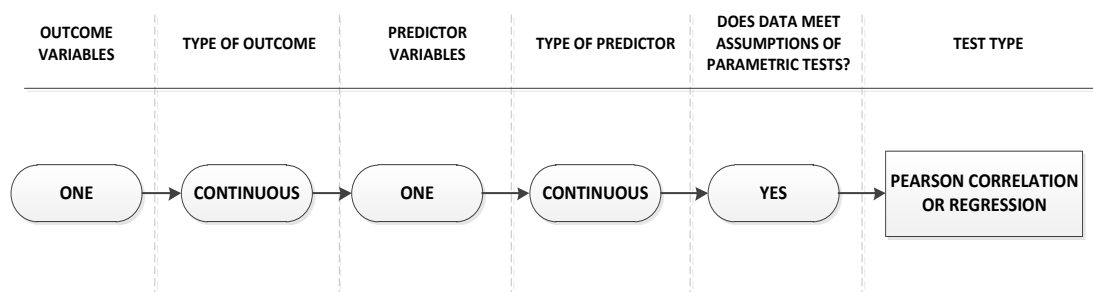 OUTCOME
VARIABLES
TYPE OF OUTCOME
PREDICTOR
VARIABLES
TYPE OF PREDICTOR
DOES DATA MEET
ASSUMPTIONS OF
PARAMETRIC TESTS?
TEST TYPE
ONE
CONTINUOUS
ONE
CONTINUOUS
YES
PEARSON CORRELATION
OR REGRESSION